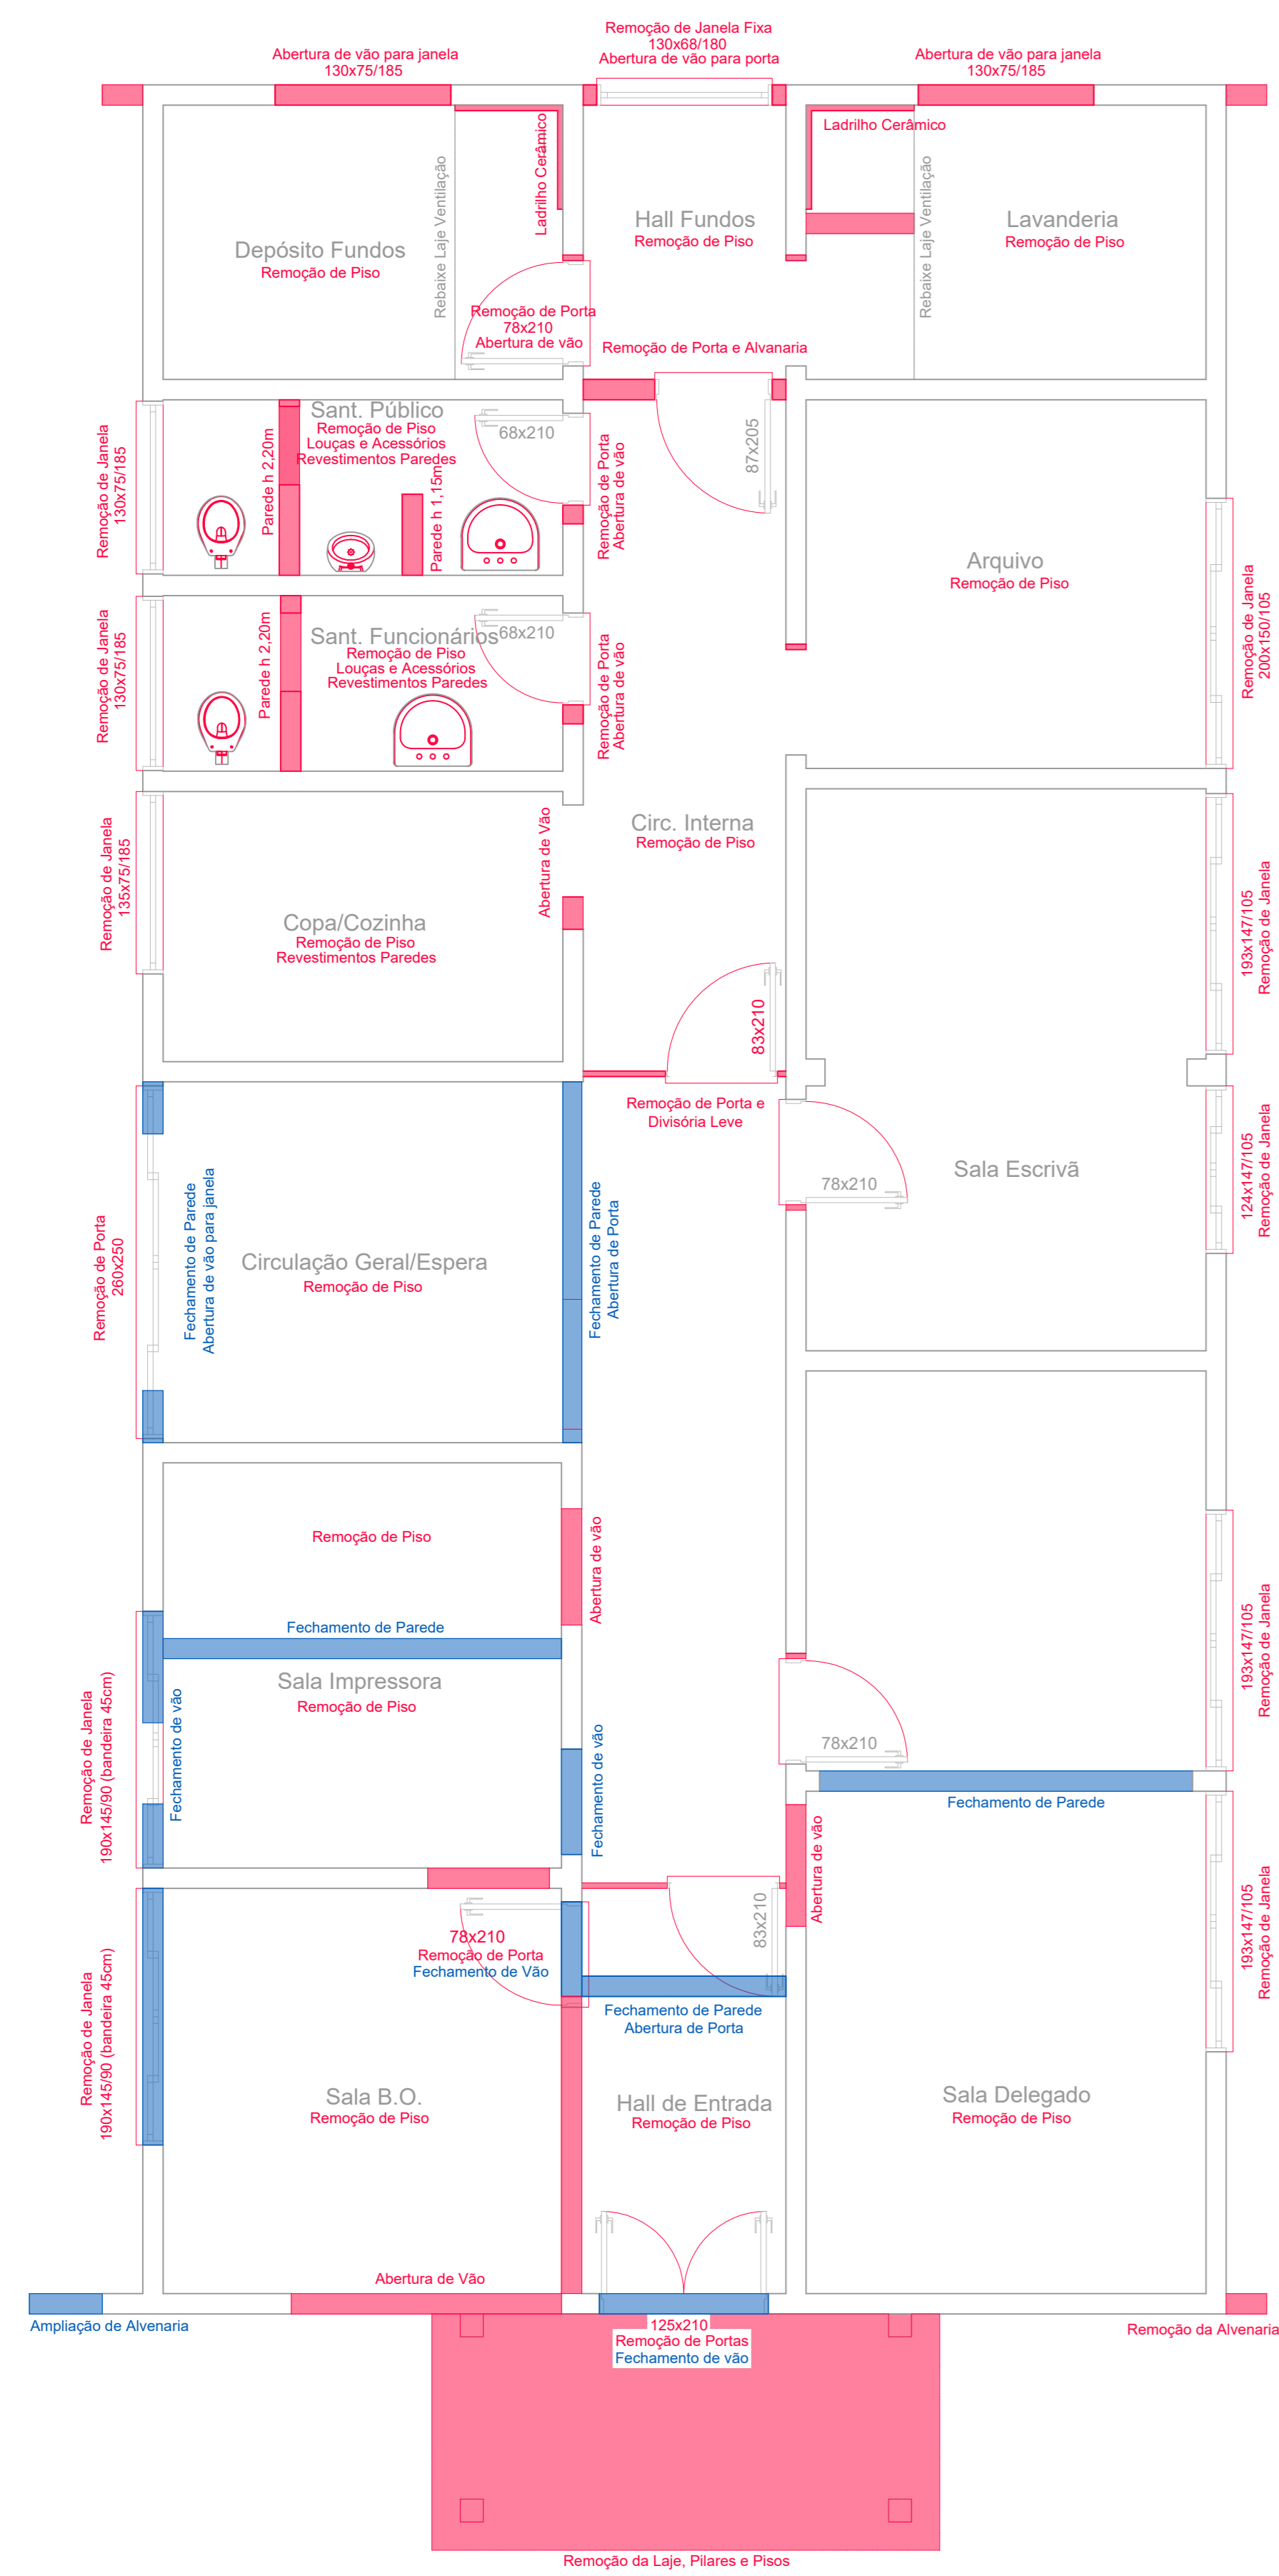 Remoção de Janela Fixa
130x68/180
Abertura de vão para porta
Abertura de vão para janela
130x75/185
Abertura de vão para janela
130x75/185
Ladrilho Cerâmico
Ladrilho Cerâmico
Rebaixe Laje Ventilação
Rebaixe Laje Ventilação
Depósito Fundos
Remoção de Piso
Hall Fundos
Remoção de Piso
Lavanderia
Remoção de Piso
Remoção de Porta
78x210
Abertura de vão
Remoção de Porta e Alvanaria
Sant. Público
Remoção de Piso
Louças e Acessórios
Revestimentos Paredes
68x210
87x205
Remoção de Janela
130x75/185
Parede h 2,20m
Parede h 1,15m
Remoção de Porta
Abertura de vão
Arquivo
Remoção de Piso
Remoção de Janela
200x150/105
Sant. Funcionários
Remoção de Piso
Louças e Acessórios
Revestimentos Paredes
68x210
Remoção de Janela
130x75/185
Parede h 2,20m
Remoção de Porta
Abertura de vão
Circ. Interna
Remoção de Piso
Remoção de Janela
135x75/185
Copa/Cozinha
Remoção de Piso
Revestimentos Paredes
Abertura de Vão
193x147/105
Remoção de Janela
83x210
Remoção de Porta e
Divisória Leve
Sala Escrivã
78x210
124x147/105
Remoção de Janela
Remoção de Porta
260x250
Fechamento de Parede
Abertura de vão para janela
Circulação Geral/Espera
Remoção de Piso
Fechamento de Parede
Abertura de Porta
Remoção de Piso
Abertura de vão
Fechamento de Parede
Sala Impressora
Remoção de Piso
Remoção de Janela
190x145/90 (bandeira 45cm)
Fechamento de vão
Fechamento de vão
78x210
193x147/105
Remoção de Janela
Fechamento de Parede
Abertura de vão
83x210
78x210
Remoção de Porta
Fechamento de Vão
Remoção de Janela
190x145/90 (bandeira 45cm)
193x147/105
Remoção de Janela
Fechamento de Parede
Abertura de Porta
Sala B.O.
Remoção de Piso
Hall de Entrada
Remoção de Piso
Sala Delegado
Remoção de Piso
Abertura de Vão
Ampliação de Alvenaria
125x210
Remoção de Portas
Fechamento de vão
Remoção da Alvenaria
Remoção da Laje, Pilares e Pisos